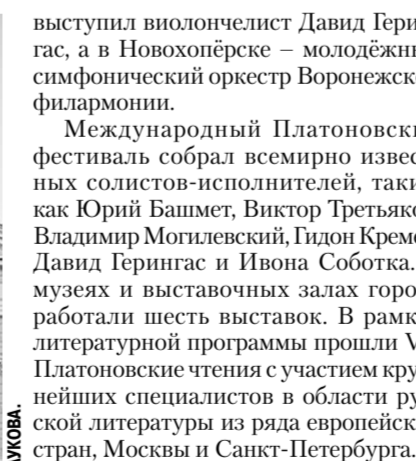 выступил виолончелист Давид Гери
гас, а в Новохопёрске – молодёжн
симфонический оркестр Воронежск
филармонии.
Международный Платоновск
фестиваль собрал всемирно извес
ных солистов-исполнителей, таки
как Юрий Башмет, Виктор Третьяко
Владимир Могилевский, Гидон Кремe
Давид Герингас и Ивона Соботка.
музеях и выставочных залах горо
работали шесть выставок. В рамк
литературной программы прошли V
Платоновские чтения с участием кру
нейших специалистов в области ру
ской литературы из ряда европейск
стран, Москвы и Санкт-Петербурга.
АУКОВА.